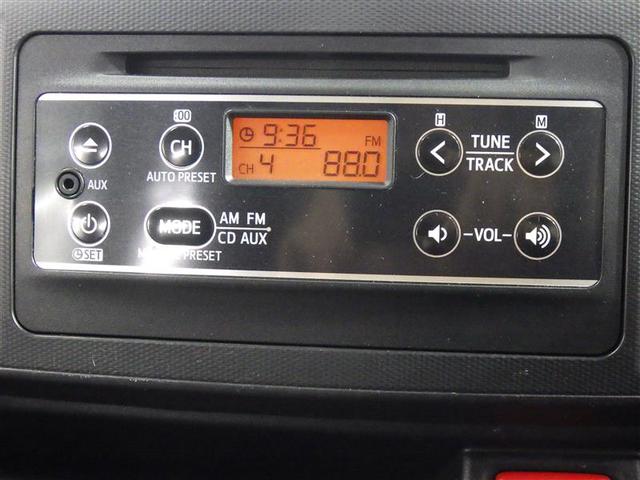 :00
H
M
CH
AUTO PRESET
AUX
9:36
FM
CH 4
88.0
TUNE
TRACK
MODE
AM FM
CD AUX
PRESET
-VOL-
SET